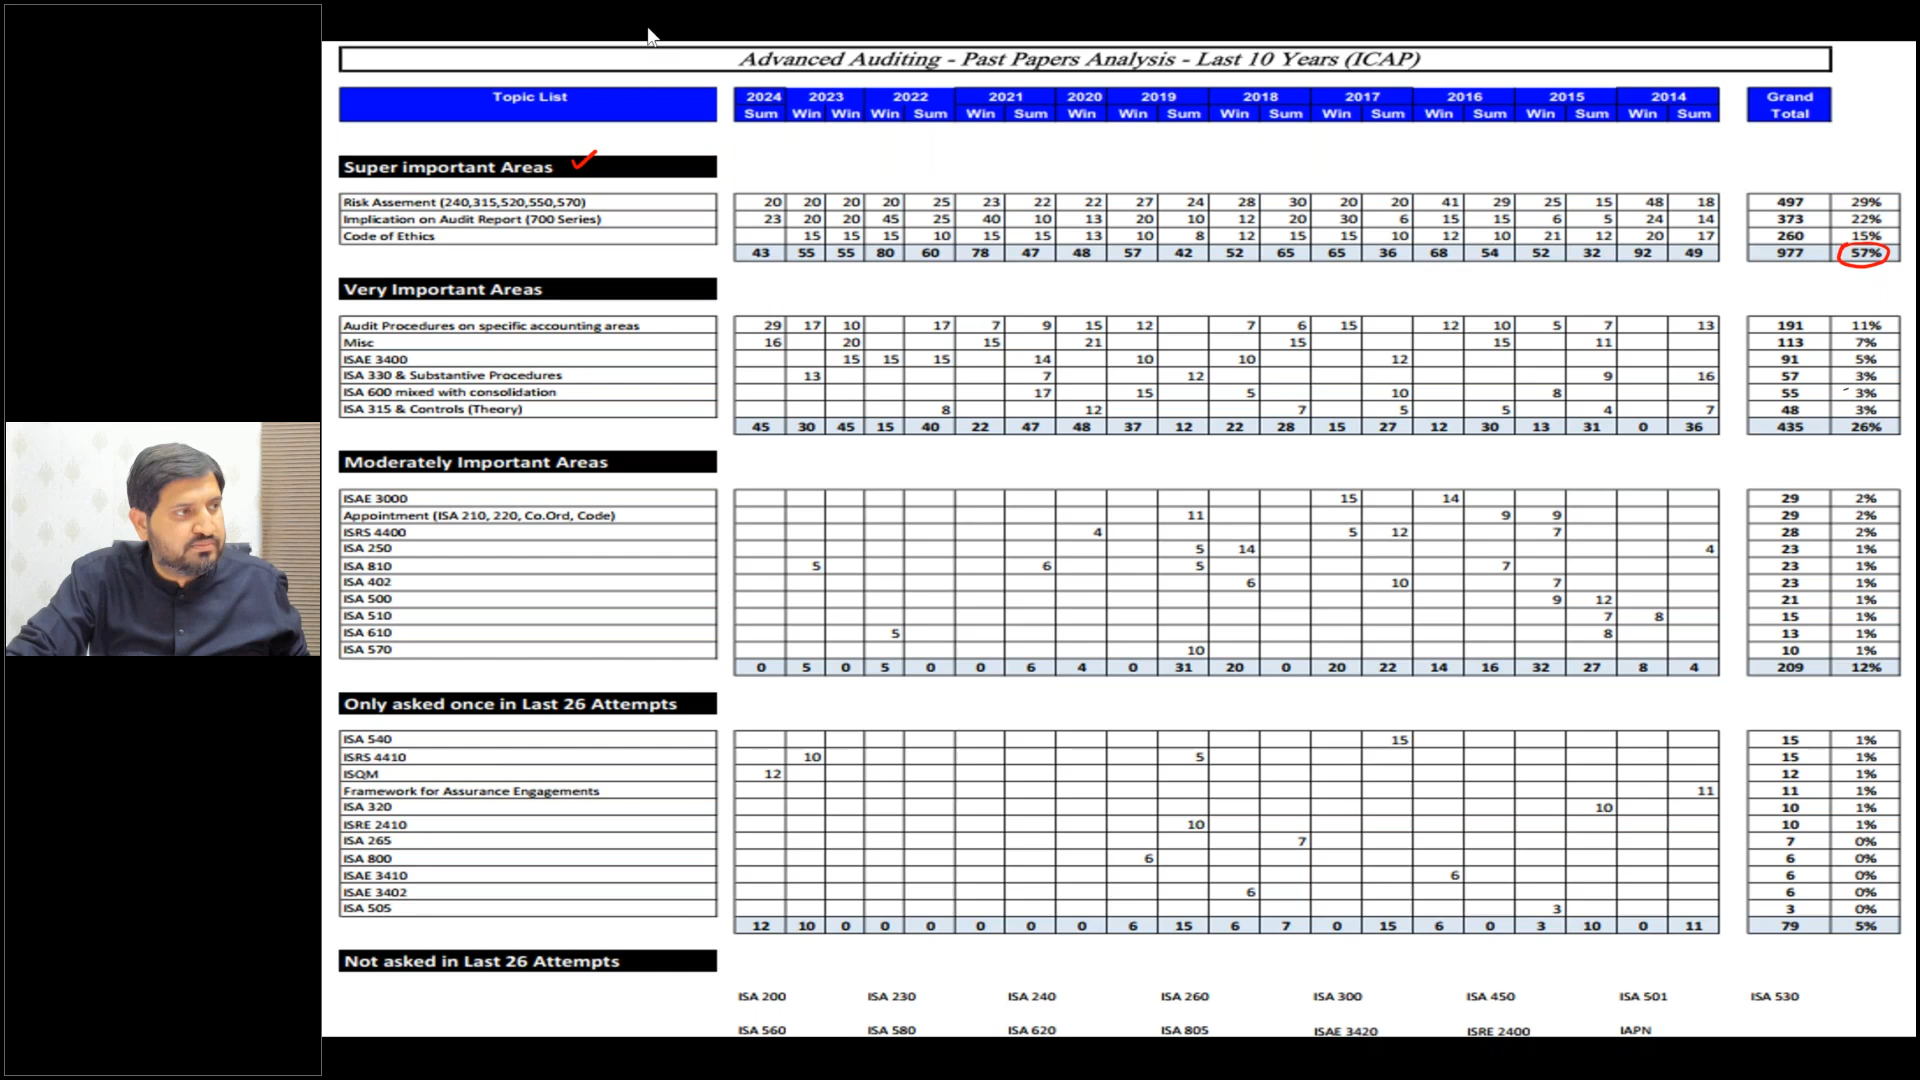 Advanced Auditing - Past Papers Analysis - Last 10 Years (ICAP)
Topic List 2024 2023 2022 2021 2020 2019 2018 2017 2016 2015 2014 Grand
Sum Win Win Win Sum Win Sum Win Win Sum Win Sum Win Sum Win Sum Win Sum Win Sum Total
Super important Areas
Risk Assement (240,315,520,550,570) 20 20 20 20 25 23 22 22 27 24 28 30 20 20 41 29 25 15 48 18 497 29%
Implication on Audit Report (700 Series) 23 20 20 45 25 40 10 13 20 10 12 20 30 6 15 15 6 5 24 14 373 22%
Code of Ethics 15 15 15 10 15 15 13 10 8 12 15 15 10 12 10 21 12 20 17 260 15%
43 55 55 80 60 78 47 48 57 42 52 65 65 36 68 54 52 32 92 49 977 57%
Very Important Areas
Audit Procedures on specific accounting areas 29 17 10 17 7 9 15 12 7 6 15 12 10 5 7 13 191 11%
Misc 16 20 15 21 15 15 11 113 7%
ISAE 3400 15 15 15 14 10 10 12 91 5%
ISA 330 & Substantive Procedures 13 7 12 9 16 57 3%
ISA 600 mixed with consolidation 17 15 5 10 8 55 3%
ISA 315 & Controls (Theory) 8 12 7 5 5 4 7 48 3%
45 30 45 15 40 22 47 48 37 12 22 28 15 27 12 30 13 31 0 36 435 26%
Moderately Important Areas
ISAE 3000 15 14 29 2%
Appointment (ISA 210, 220, Co.Ord, Code) 11 9 9 29 2%
ISRS 4400 4 5 12 7 28 2%
ISA 250 5 14 4 23 1%
ISA 810 5 6 5 7 23 1%
ISA 402 6 10 7 23 1%
ISA 500 9 12 21 1%
ISA 510 7 8 15 1%
ISA 610 5 8 13 1%
ISA 570 10 10 1%
0 5 0 5 0 0 6 4 0 31 20 0 20 22 14 16 32 27 8 4 209 12%
Only asked once in Last 26 Attempts
ISA 540 15 15 1%
ISRS 4410 10 5 15 1%
ISQM 12 12 1%
Framework for Assurance Engagements 11 11 1%
ISA 320 10 10 1%
ISRE 2410 10 10 1%
ISA 265 7 7 0%
ISA 800 6 6 0%
ISAE 3410 6 6 0%
ISAE 3402 6 6 0%
ISA 505 3 3 0%
12 10 0 0 0 0 0 0 6 15 6 7 0 15 6 0 3 10 0 11 79 5%
Not asked in Last 26 Attempts
ISA 200 ISA 230 ISA 240 ISA 260 ISA 300 ISA 450 ISA 501 ISA 530
ISA 560 ISA 580 ISA 620 ISA 805 ISAE 3420 ISRE 2400 IAPN